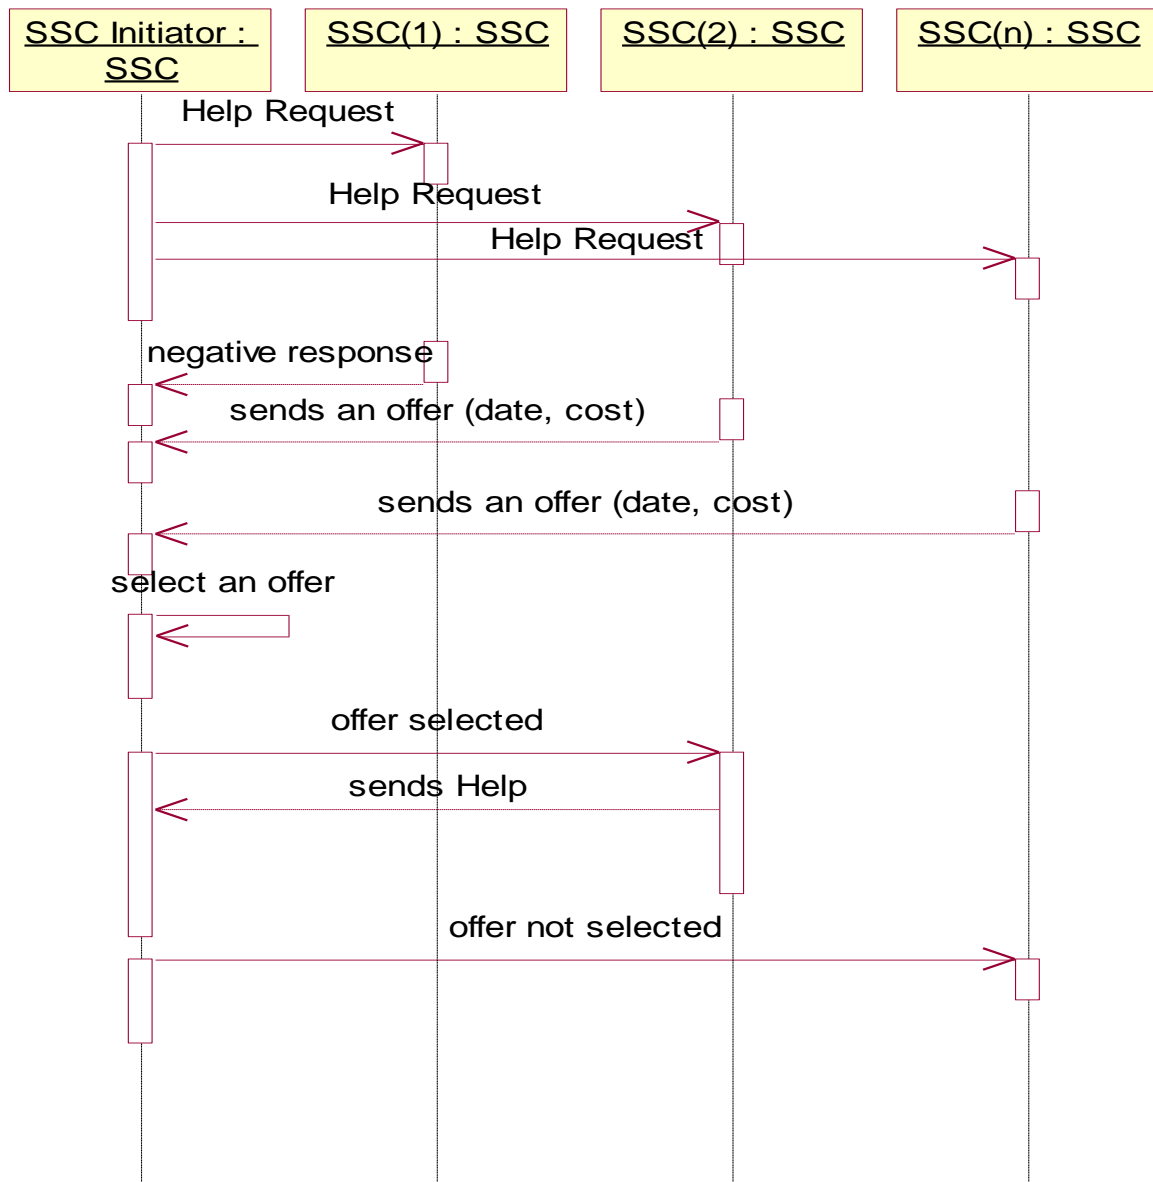 SSC Initiator :
SSC
SSC(1) : SSC
SSC(2) : SSC
SSC(n) : SSC
Help Request
Help Request
Help Request
negative response
sends an offer (date, cost)
sends an offer (date, cost)
select an offer
offer selected
sends Help
offer not selected